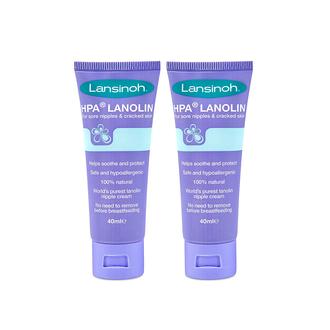 Lansinoh®
HPA® LANOLIN
for sore nipples & cracked skin
Helps soothe and protect
Safe and hypoallergenic
100% natural
World's purest lanolin
nipple cream
No need to remove
before breastfeeding
40ml℮
Lansinoh®
HPA® LANOLIN
for sore nipples & cracked skin
Helps soothe and protect
Safe and hypoallergenic
100% natural
World's purest lanolin
nipple cream
No need to remove
before breastfeeding
40ml℮